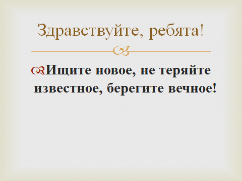 Здравствуйте, ребята!
Ищите новое, не теряйте
известное, берегите вечное!